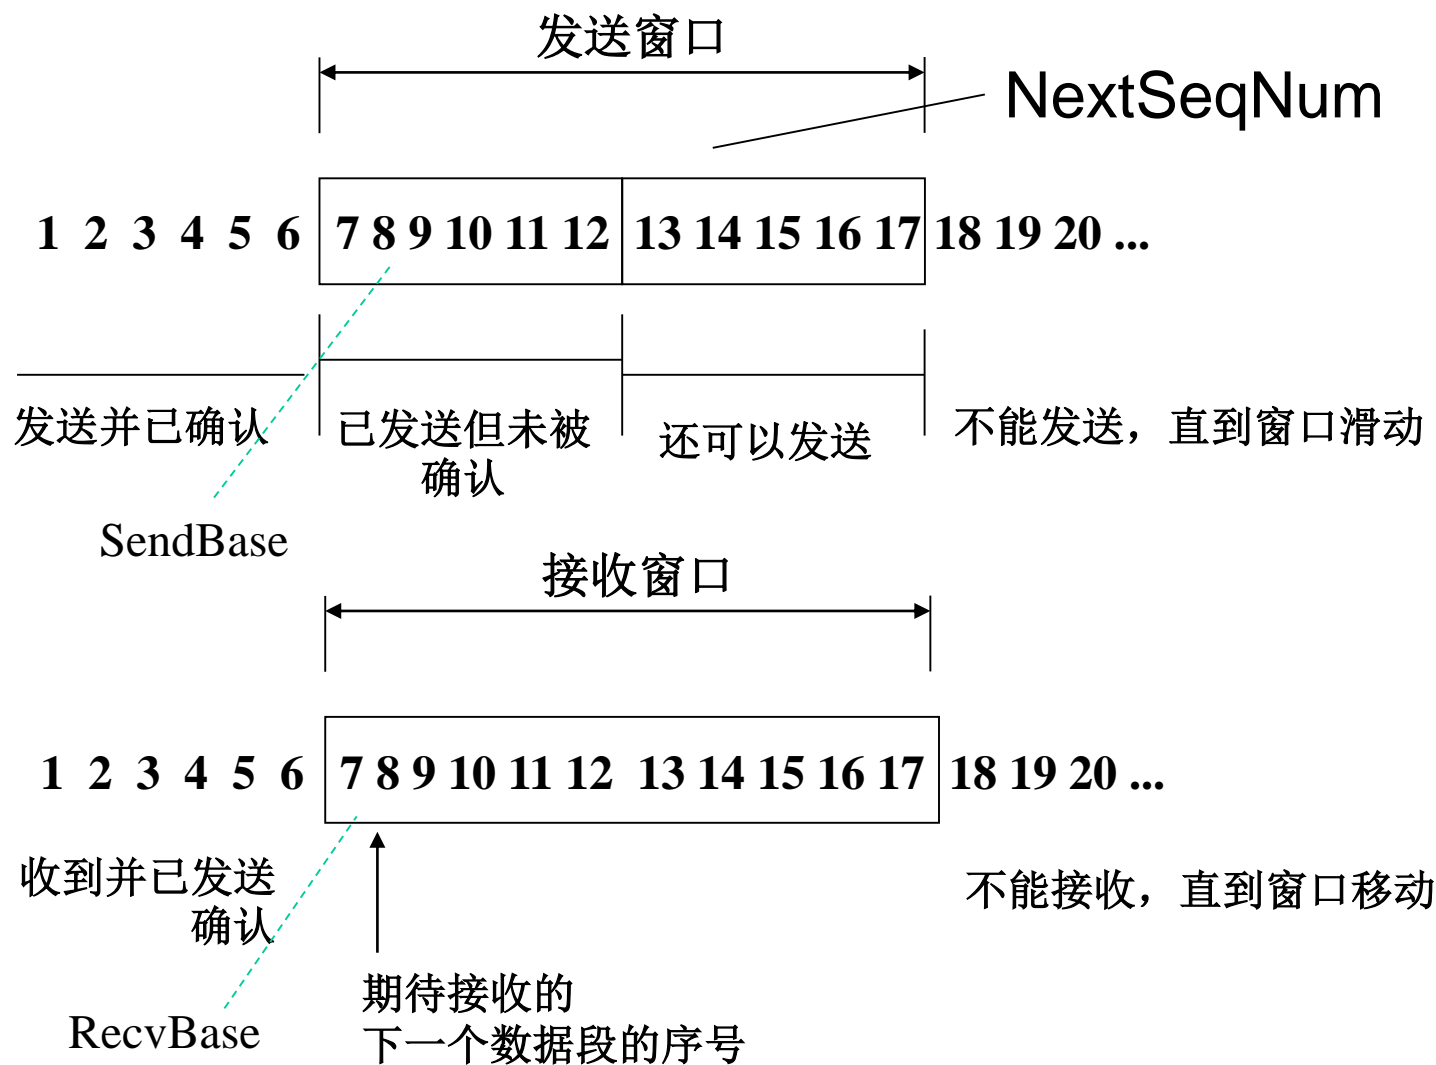 发送窗口
NextSeqNum
1 2 3 4 5 6 7 8 9 10 11 12 13 14 15 16 17 18 19 20 ...
发送并已确认 已发送但未被 还可以发送 不能发送，直到窗口滑动
确认
SendBase
接收窗口
1 2 3 4 5 6 7 8 9 10 11 12 13 14 15 16 17 18 19 20 ...
收到并已发送 不能接收，直到窗口移动
确认
期待接收的
RecvBase 下一个数据段的序号